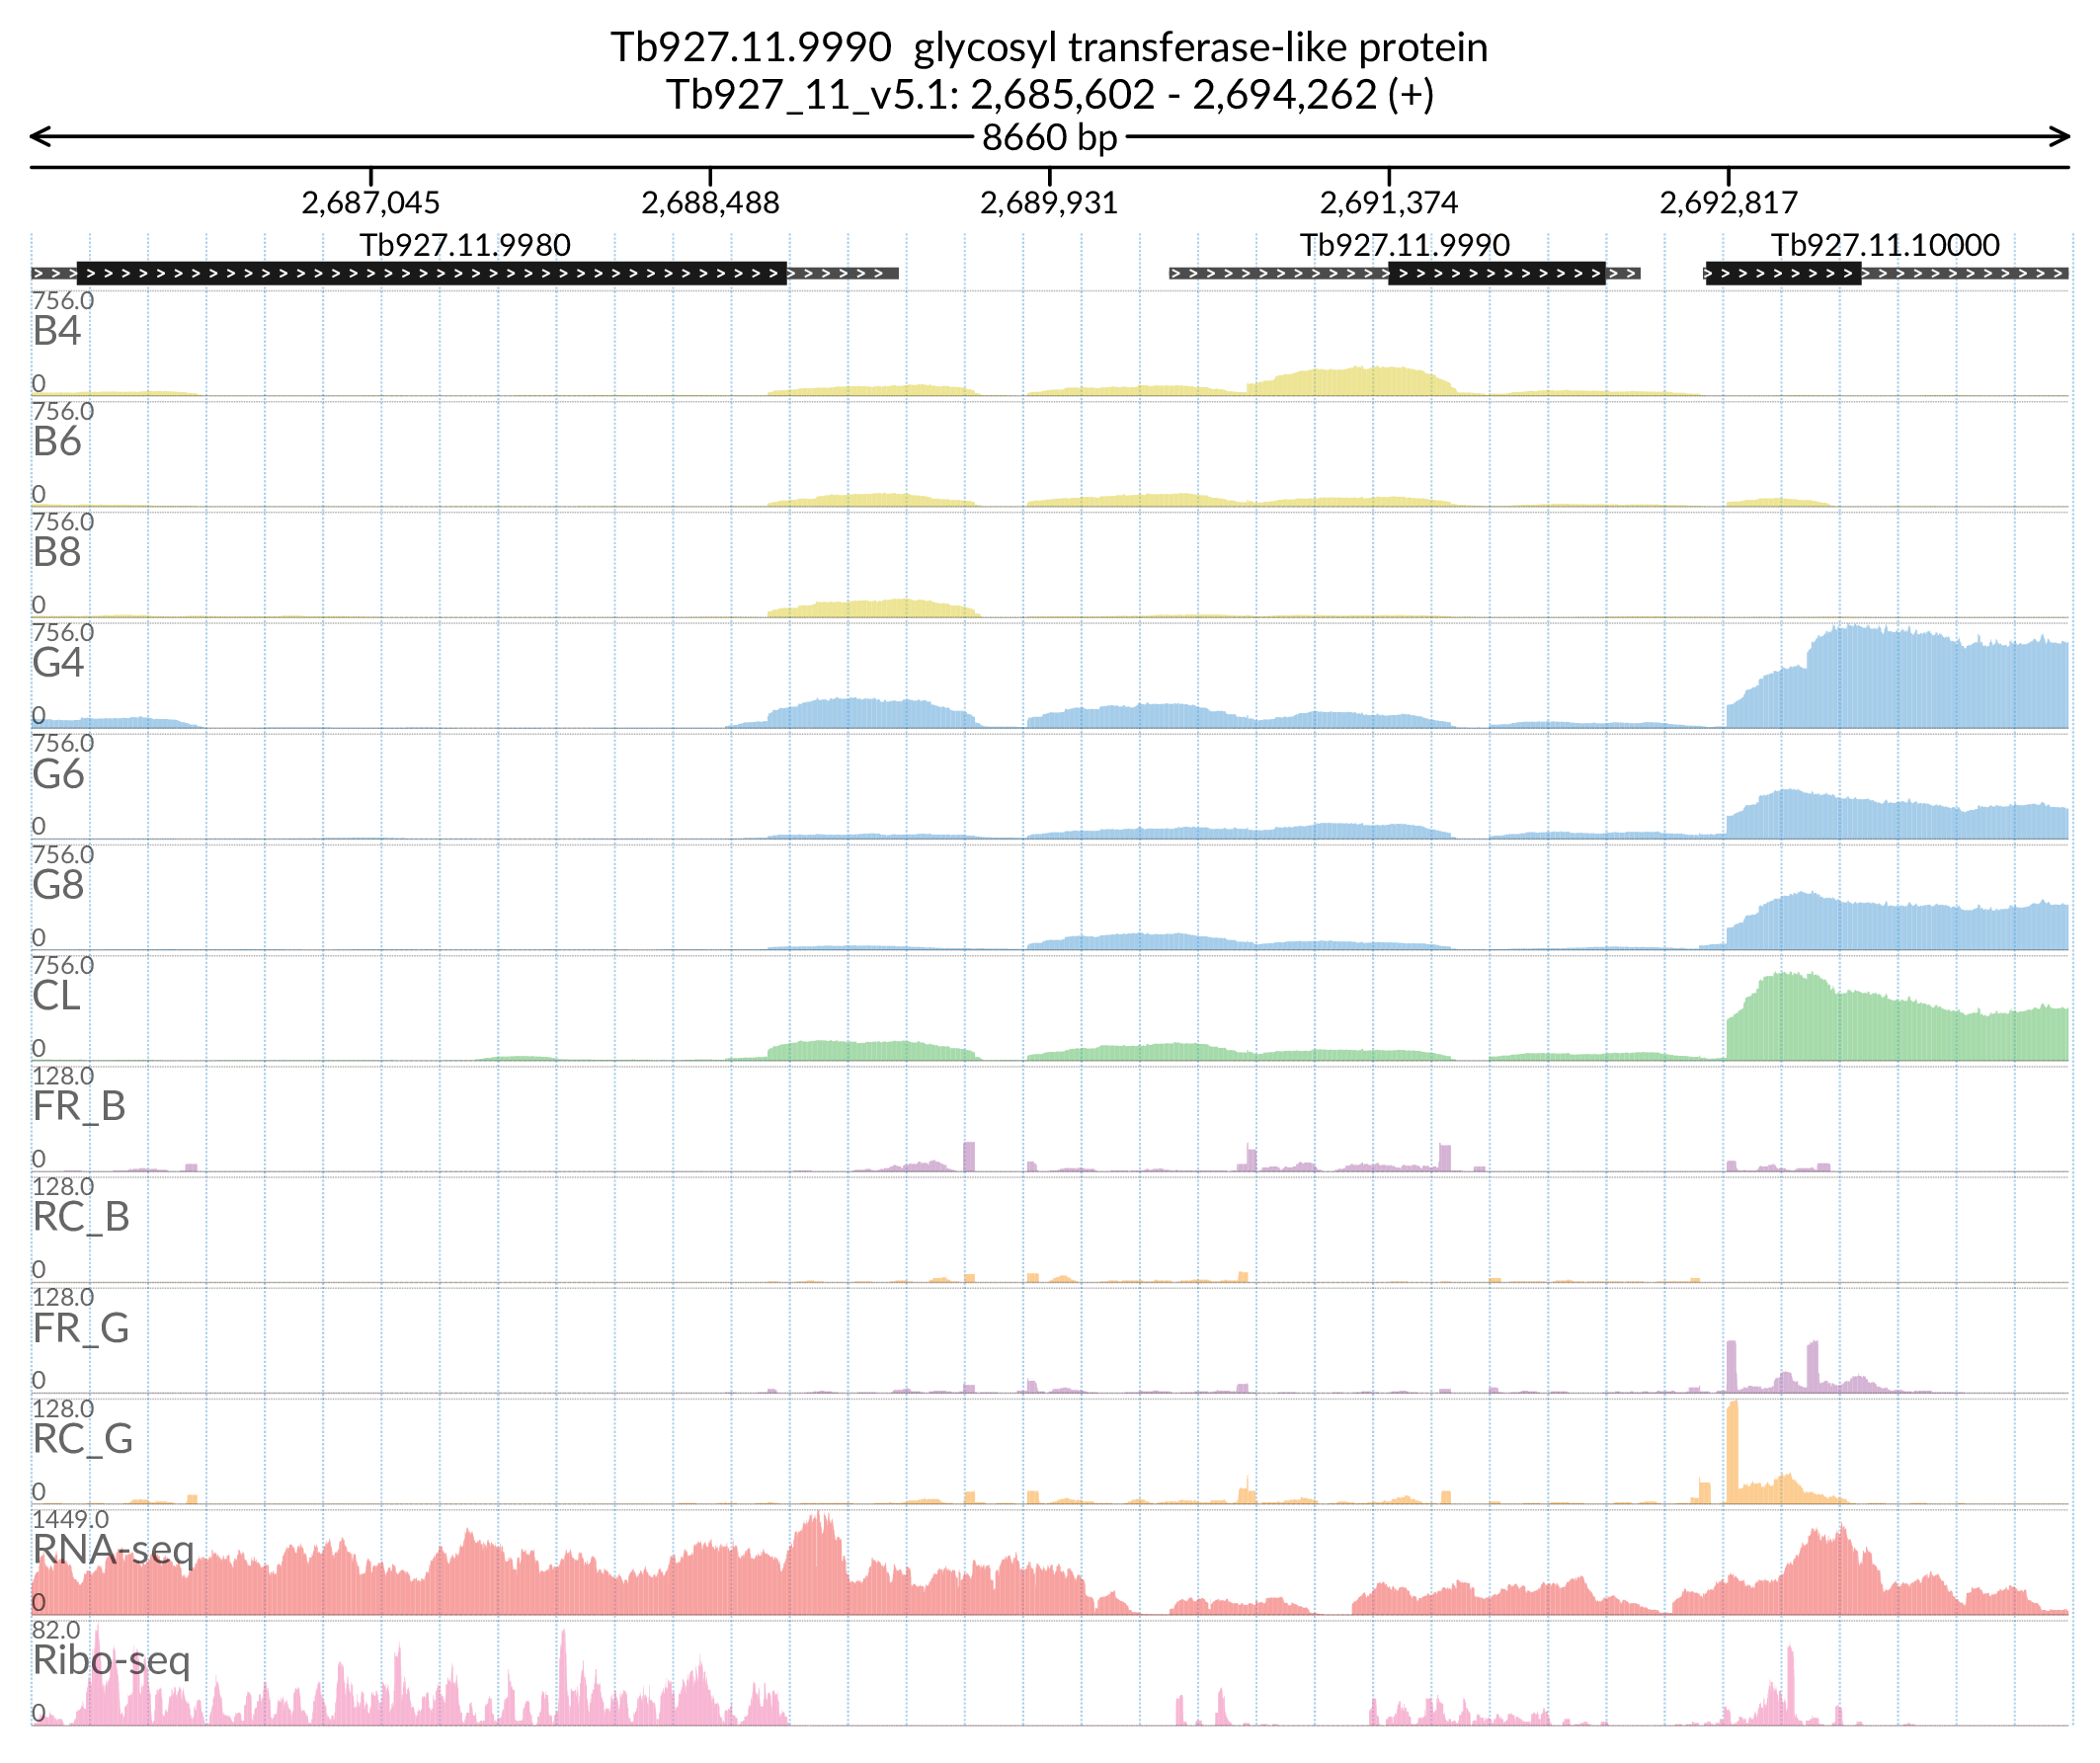 Tb927.11.9990 glycosyl transferase-like protein
Tb927_11_v5.1: 2,685,602 - 2,694,262 (+)
8660 bp
2,687,045 2,688,488 2,689,931 2,691,374 2,692,817
Tb927.11.9980 Tb927.11.9990 Tb927.11.10000
756.0
B4
0
756.0
B6
0
756.0
B8
0
756.0
G4
0
756.0
G6
0
756.0
G8
0
756.0
CL
0
128.0
FR_B
0
128.0
RC_B
0
128.0
FR_G
0
128.0
RC_G
0
1449.0
RNA-seq
0
82.0
Ribo-seq
0